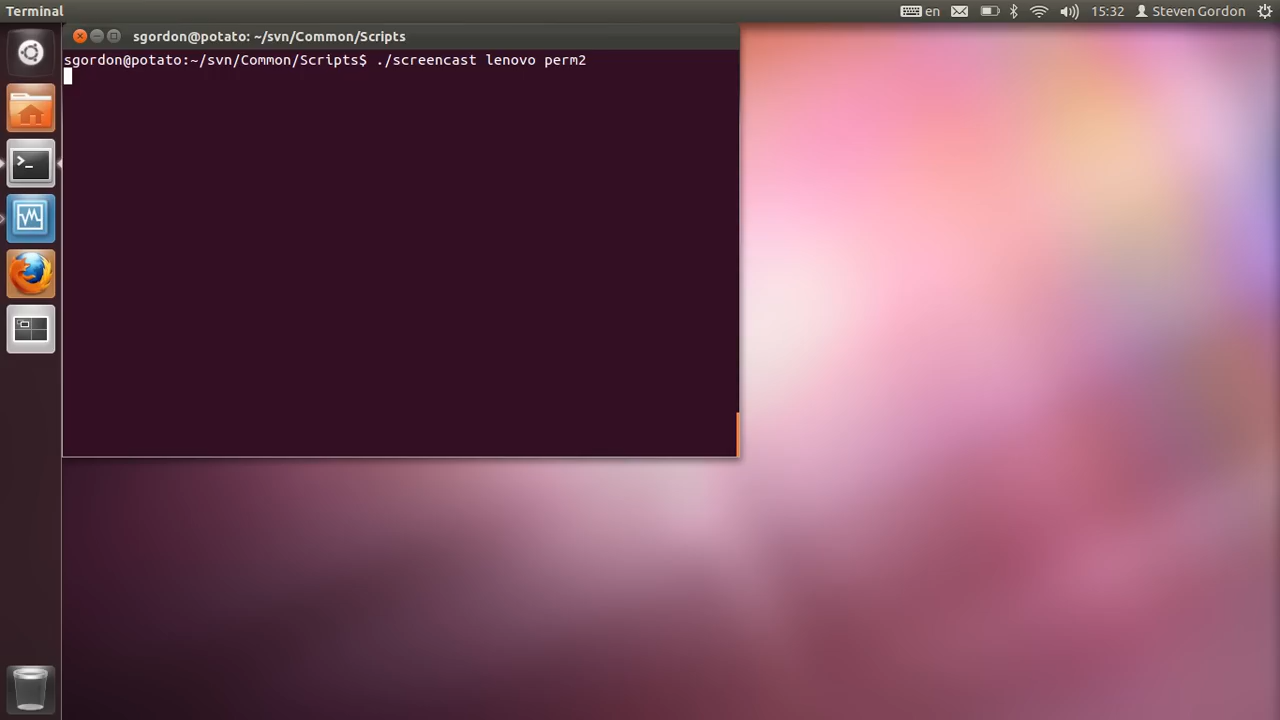 Terminal
en
15:32
Steven Gordon
sgordon@potato: ~/svn/Common/Scripts
sgordon@potato:~/svn/Common/Scripts$ ./screencast lenovo perm2